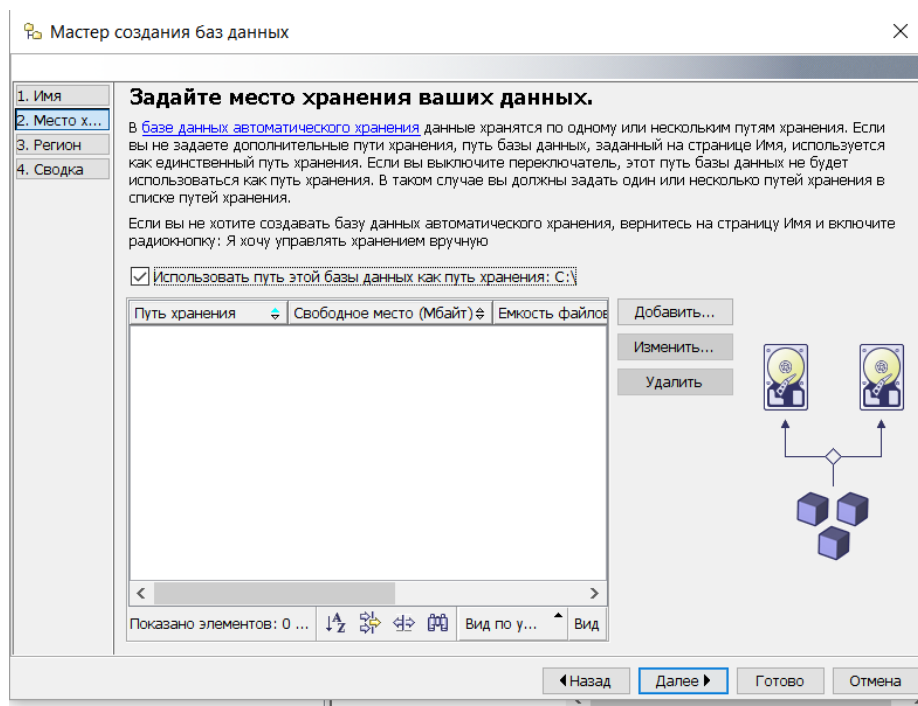 Мастер создания баз данных
1. Имя
2. Место х...
3. Регион
4. Сводка
Задайте место хранения ваших данных.
В базе данных автоматического хранения данные хранятся по одному или нескольким путям хранения. Если
вы не задаете дополнительные пути хранения, путь базы данных, заданный на странице Имя, используется
как единственный путь хранения. Если вы выключите переключатель, этот путь базы данных не будет
использоваться как путь хранения. В таком случае вы должны задать один или несколько путей хранения в
списке путей хранения.
Если вы не хотите создавать базу данных автоматического хранения, вернитесь на страницу Имя и включите
радиокнопку: Я хочу управлять хранением вручную
Использовать путь этой базы данных как путь хранения: C:\
Путь хранения Свободное место (Мбайт) Емкость файлов
Добавить...
Изменить...
Удалить
Показано элементов: 0 ... Вид по у... Вид
Назад Далее Готово Отмена